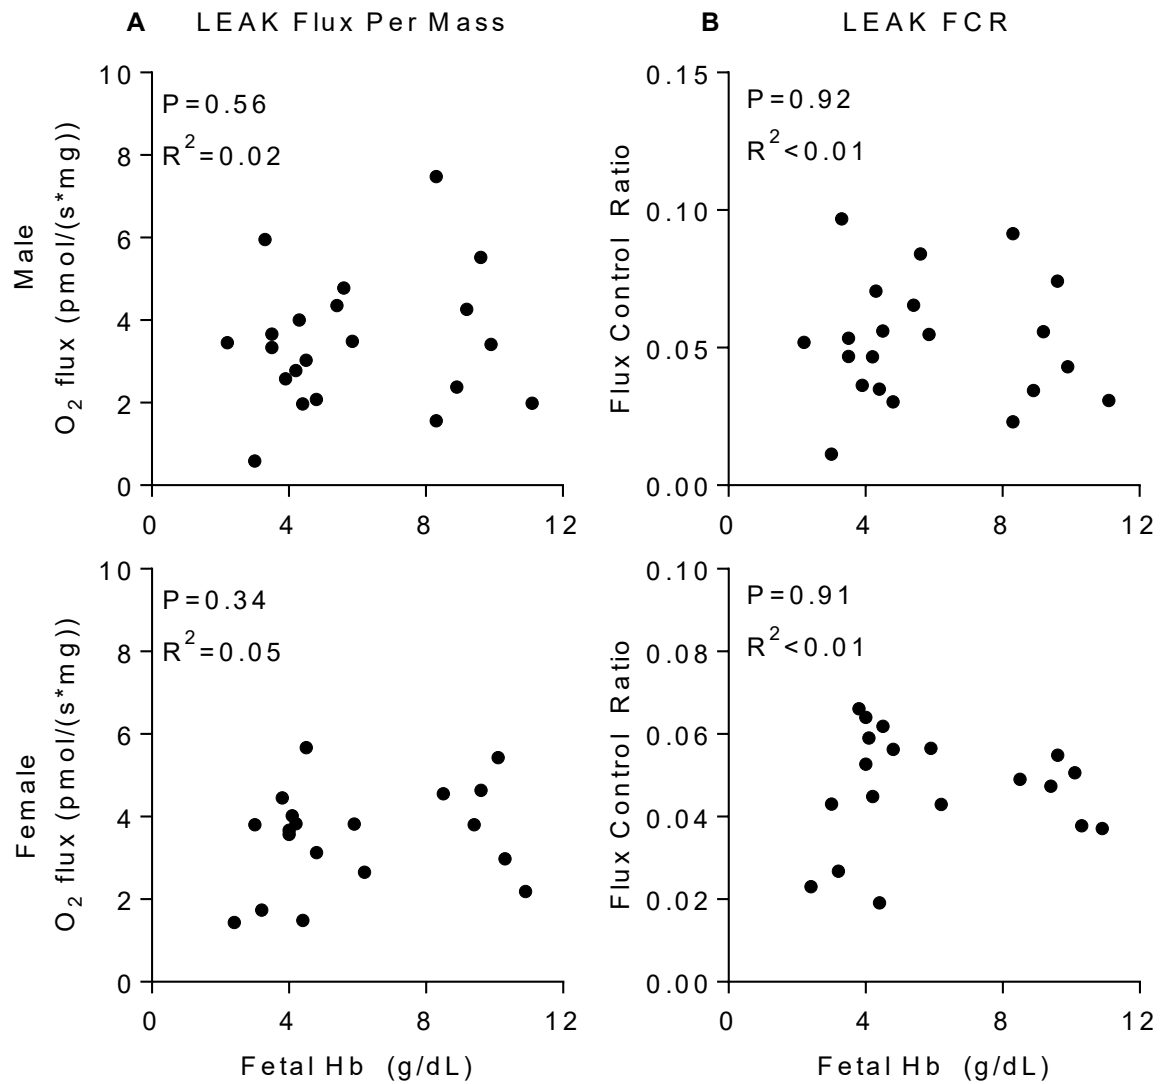 A LEAK Flux Per Mass
B LEAK FCR
Male
O2 flux (pmol/(s*mg))
10
8
6
4
2
0
P=0.56
R2=0.02
0 4 8 12
Flux Control Ratio
0.15
0.10
0.05
0.00
P=0.92
R2<0.01
0 4 8 12
Female
O2 flux (pmol/(s*mg))
10
8
6
4
2
0
P=0.34
R2=0.05
0 4 8 12
Fetal Hb (g/dL)
Flux Control Ratio
0.10
0.08
0.06
0.04
0.02
0.00
P=0.91
R2<0.01
0 4 8 12
Fetal Hb (g/dL)